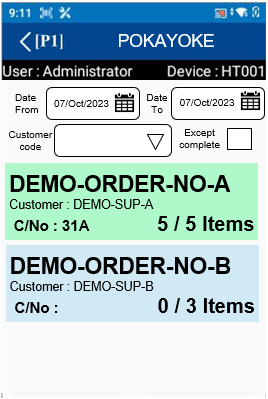 9:11
[P1] POKAYOKE
User : Administrator Device : HT001
Date From 07/Oct/2023 Date To 07/Oct/2023
Customer code Except complete
DEMO-ORDER-NO-A
Customer : DEMO-SUP-A
C/No : 31A 5 / 5 Items
DEMO-ORDER-NO-B
Customer : DEMO-SUP-B
C/No : 0 / 3 Items